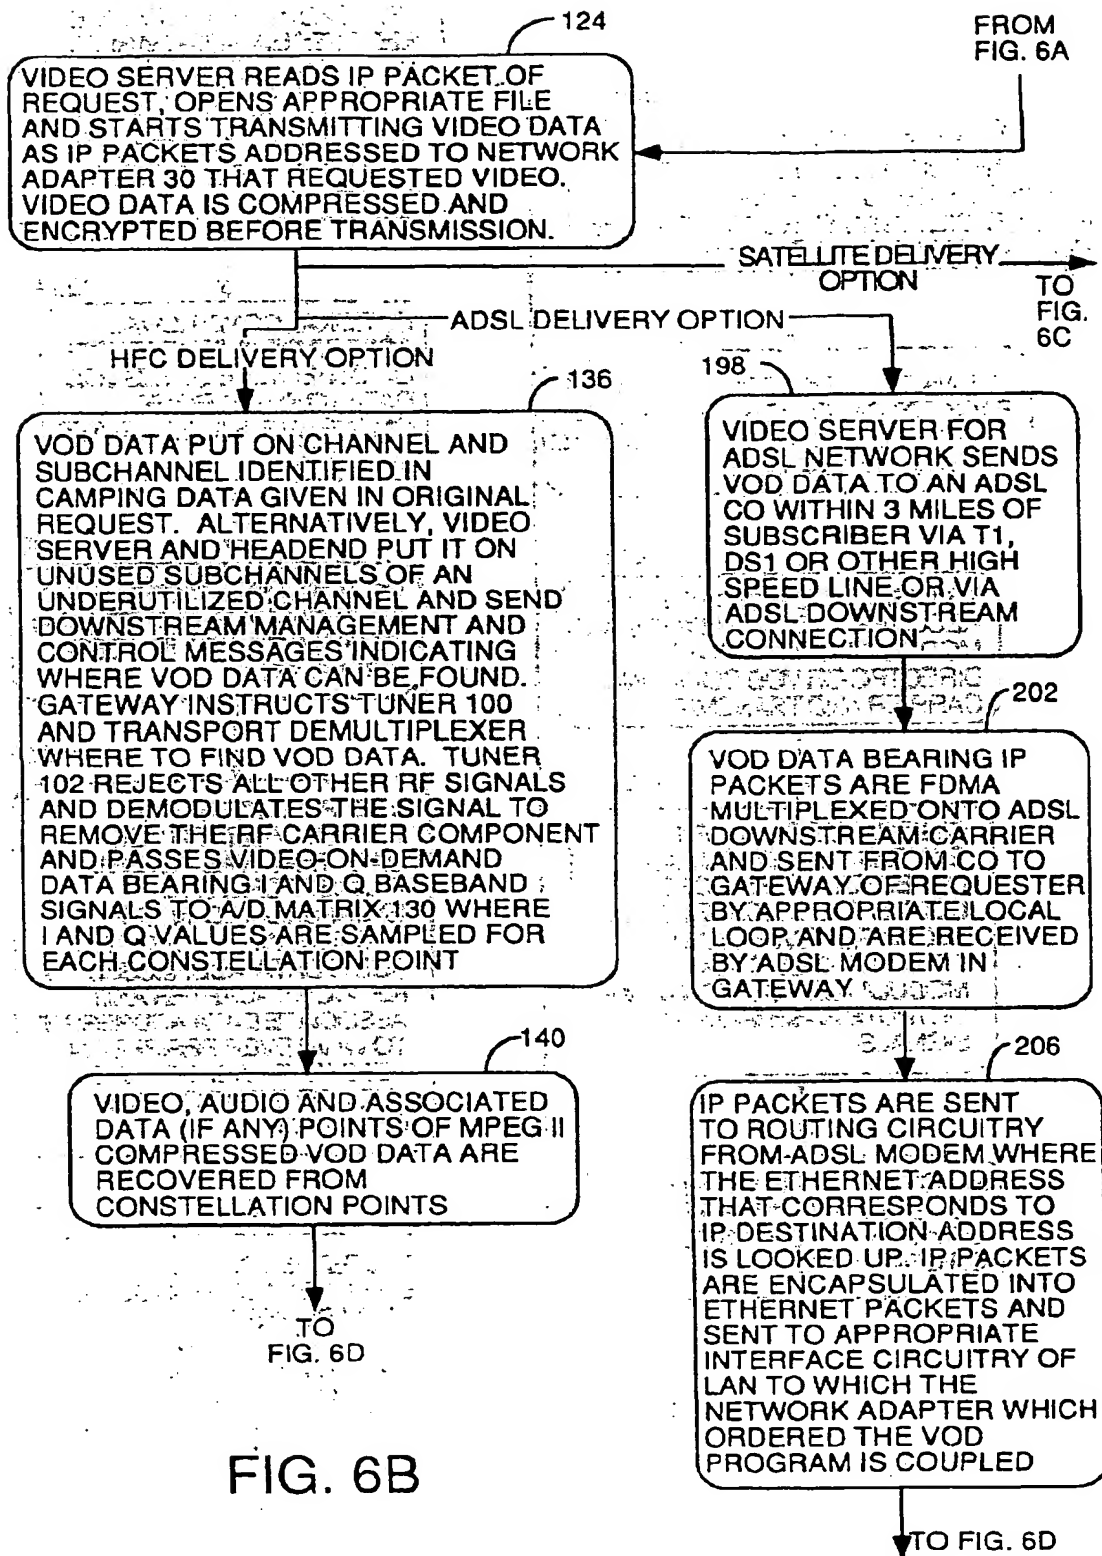 124
FROM
FIG. 6A
VIDEO SERVER READS IP PACKET OF
REQUEST, OPENS APPROPRIATE FILE
AND STARTS TRANSMITTING VIDEO DATA
AS IP PACKETS ADDRESSED TO NETWORK
ADAPTER 30 THAT REQUESTED VIDEO.
VIDEO DATA IS COMPRESSED AND
ENCRYPTED BEFORE TRANSMISSION.
SATELLITE DELIVERY
OPTION
TO
FIG.
6C
ADSL DELIVERY OPTION
HFC DELIVERY OPTION
136
VOD DATA PUT ON CHANNEL AND
SUBCHANNEL IDENTIFIED IN
CAMPING DATA GIVEN IN ORIGINAL
REQUEST. ALTERNATIVELY, VIDEO
SERVER AND HEADEND PUT IT ON
UNUSED SUBCHANNELS OF AN
UNDERUTILIZED CHANNEL AND SEND
DOWNSTREAM MANAGEMENT AND
CONTROL MESSAGES INDICATING
WHERE VOD DATA CAN BE FOUND.
GATEWAY INSTRUCTS TUNER 100
AND TRANSPORT DEMULTIPLEXER
WHERE TO FIND VOD DATA. TUNER
102 REJECTS ALL OTHER RF SIGNALS
AND DEMODULATES THE SIGNAL TO
REMOVE THE RF CARRIER COMPONENT
AND PASSES VIDEO-ON-DEMAND
DATA BEARING I AND Q BASEBAND
SIGNALS TO A/D MATRIX 130 WHERE
I AND Q VALUES ARE SAMPLED FOR
EACH CONSTELLATION POINT
140
VIDEO, AUDIO AND ASSOCIATED
DATA (IF ANY) POINTS OF MPEG II
COMPRESSED VOD DATA ARE
RECOVERED FROM
CONSTELLATION POINTS
TO
FIG. 6D
198
VIDEO SERVER FOR
ADSL NETWORK SENDS
VOD DATA TO AN ADSL
CO WITHIN 3 MILES OF
SUBSCRIBER VIA T1,
DS1 OR OTHER HIGH
SPEED LINE OR VIA
ADSL DOWNSTREAM
CONNECTION
202
VOD DATA BEARING IP
PACKETS ARE FDMA
MULTIPLEXED ONTO ADSL
DOWNSTREAM CARRIER
AND SENT FROM CO TO
GATEWAY OF REQUESTER
BY APPROPRIATE LOCAL
LOOP AND ARE RECEIVED
BY ADSL MODEM IN
GATEWAY
206
IP PACKETS ARE SENT
TO ROUTING CIRCUITRY
FROM ADSL MODEM WHERE
THE ETHERNET ADDRESS
THAT CORRESPONDS TO
IP DESTINATION ADDRESS
IS LOOKED UP. IP PACKETS
ARE ENCAPSULATED INTO
ETHERNET PACKETS AND
SENT TO APPROPRIATE
INTERFACE CIRCUITRY OF
LAN TO WHICH THE
NETWORK ADAPTER WHICH
ORDERED THE VOD
PROGRAM IS COUPLED
TO FIG. 6D
FIG. 6B